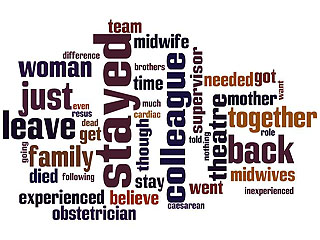 team
difference
midwife
woman
brothers
time
stayed
colleague
supervisor
needed
got
want
just
even
resus
dead
much
cardiac
theatre
mother
together
leave
get
though
told
nothing
role
going
family
back
died
following
stay
went
midwives
experienced
believe
inexperienced
obstetrician
caesarean